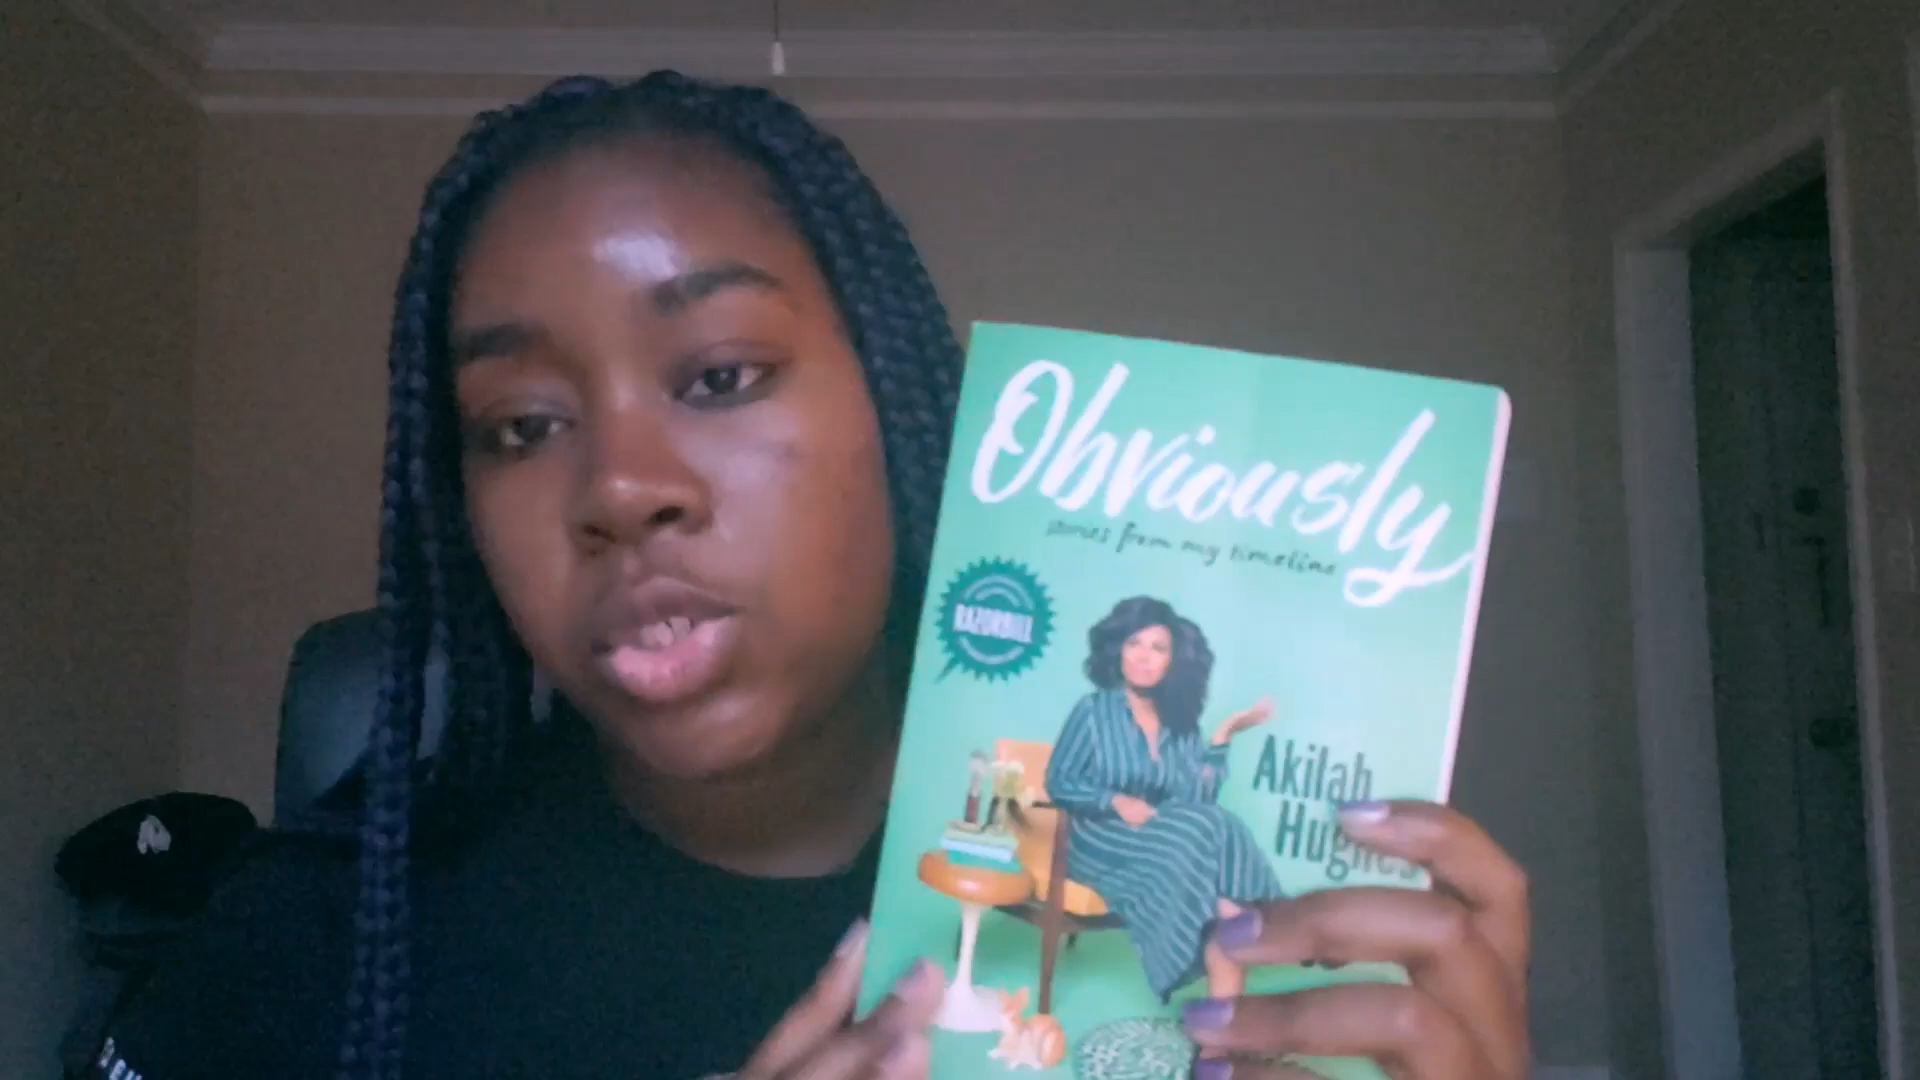 Obviously
stories from my timeline
RAZORBILL
Akilah
Hughes